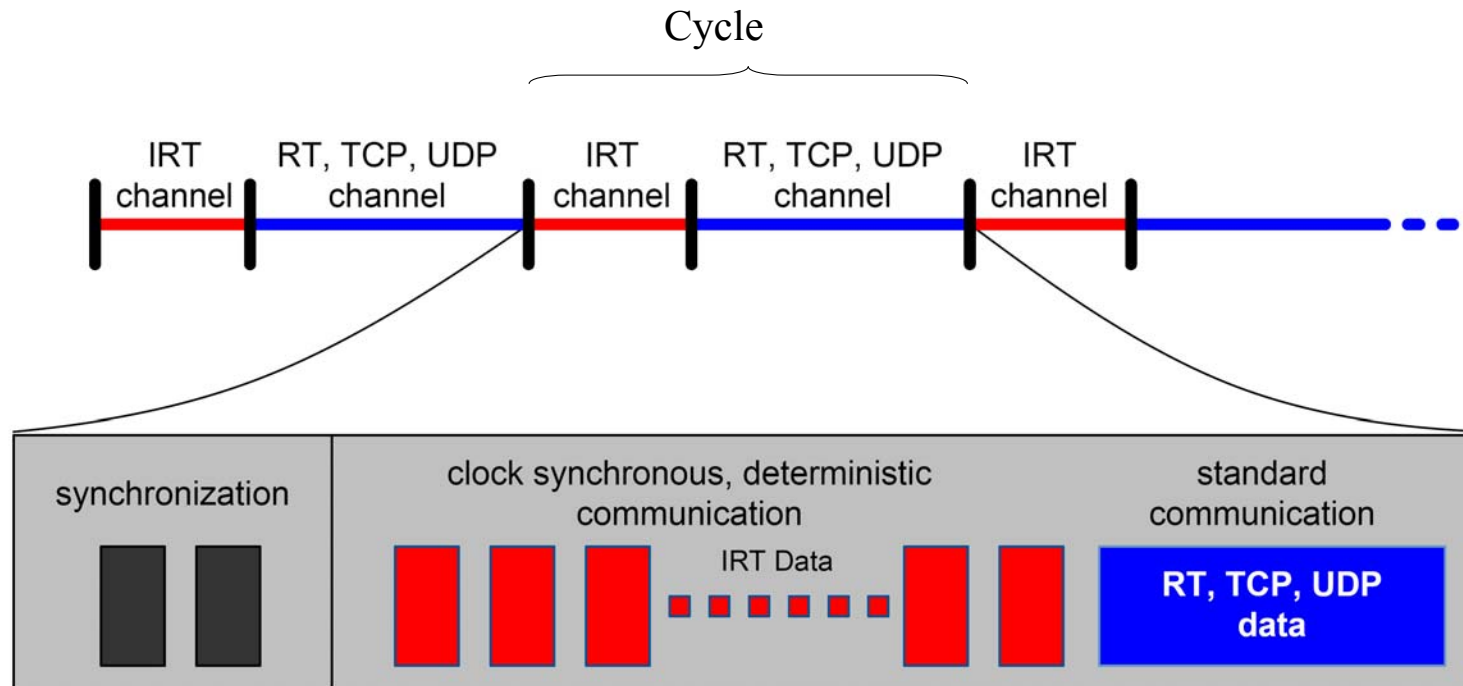 Cycle
IRT
channel
RT, TCP, UDP
channel
IRT
channel
RT, TCP, UDP
channel
IRT
channel
synchronization
clock synchronous, deterministic
communication
IRT Data
standard
communication
RT, TCP, UDP
data